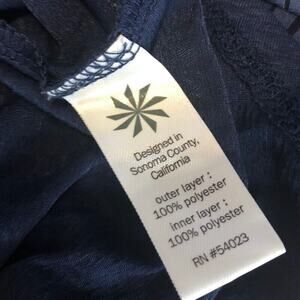 Designed in
Sonoma County,
California
outer layer :
100% polyester
inner layer :
100% polyester
RN #54023